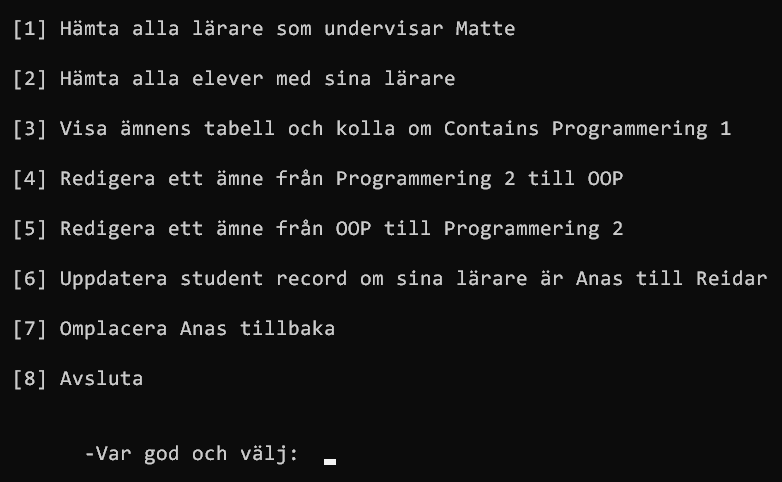 [1] Hämta alla lärare som undervisar Matte
[2] Hämta alla elever med sina lärare
[3] Visa ämnens tabell och kolla om Contains Programmering 1
[4] Redigera ett ämne från Programmering 2 till OOP
[5] Redigera ett ämne från OOP till Programmering 2
[6] Uppdatera student record om sina lärare är Anas till Reidar
[7] Omplacera Anas tillbaka
[8] Avsluta
-Var god och välj: